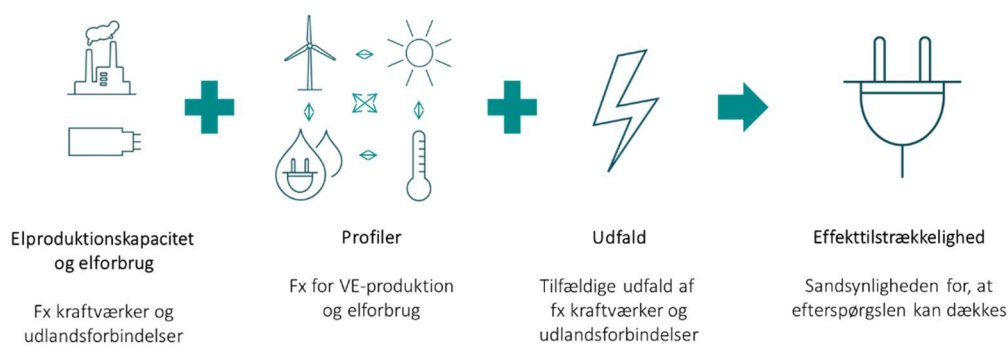 Elproduktionskapacitet
og elforbrug
Fx kraftværker og
udlandsforbindelser
Profiler
Fx for VE-produktion
og elforbrug
Udfald
Tilfældige udfald af
fx kraftværker og
udlandsforbindelser
Effekttilstrækkelighed
Sandsynligheden for, at
efterspørgslen kan dækkes